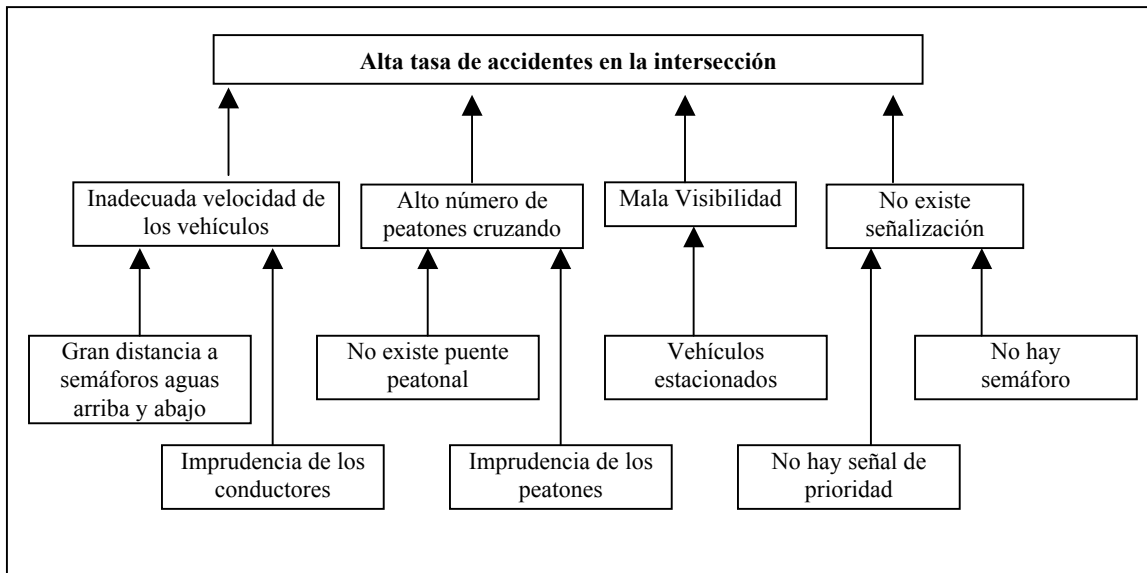 Alta tasa de accidentes en la intersección
Inadecuada velocidad de
los vehículos
Alto número de
peatones cruzando
Mala Visibilidad
No existe
señalización
Gran distancia a
semáforos aguas
arriba y abajo
No existe puente
peatonal
Vehículos
estacionados
No hay
semáforo
Imprudencia de los
conductores
Imprudencia de los
peatones
No hay señal de
prioridad